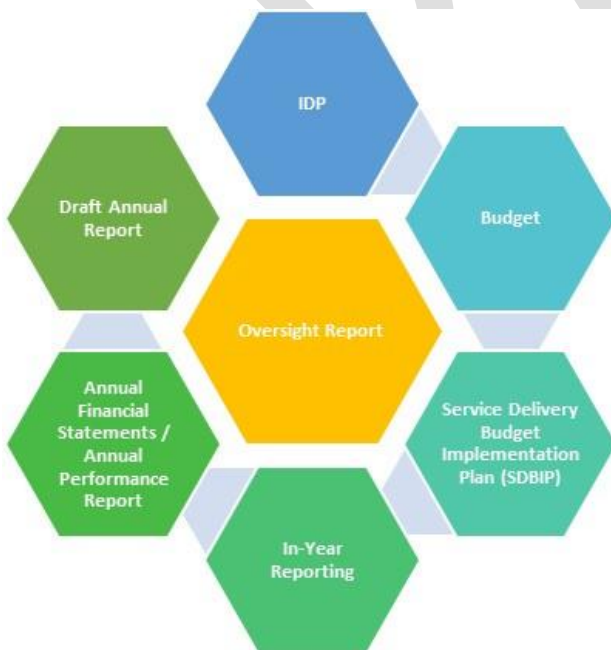 IDP
Budget
Service Delivery
Budget
Implementation
Plan (SDBIP)
In-Year
Reporting
Annual
Financial
Statements /
Annual
Performance
Report
Draft Annual
Report
Oversight Report